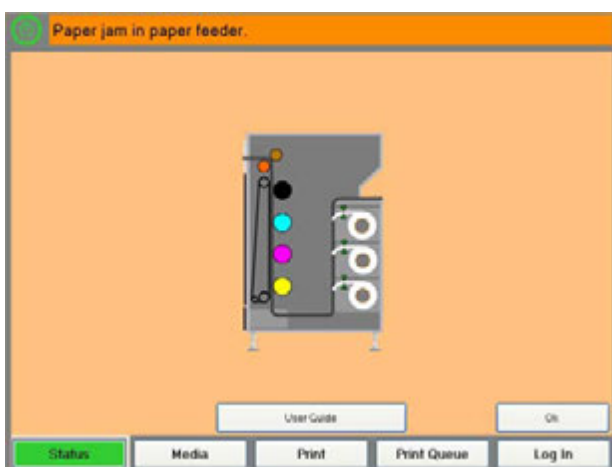 Paper jam in paper feeder.
User Guide
Ok
Status
Media
Print
Print Queue
Log In